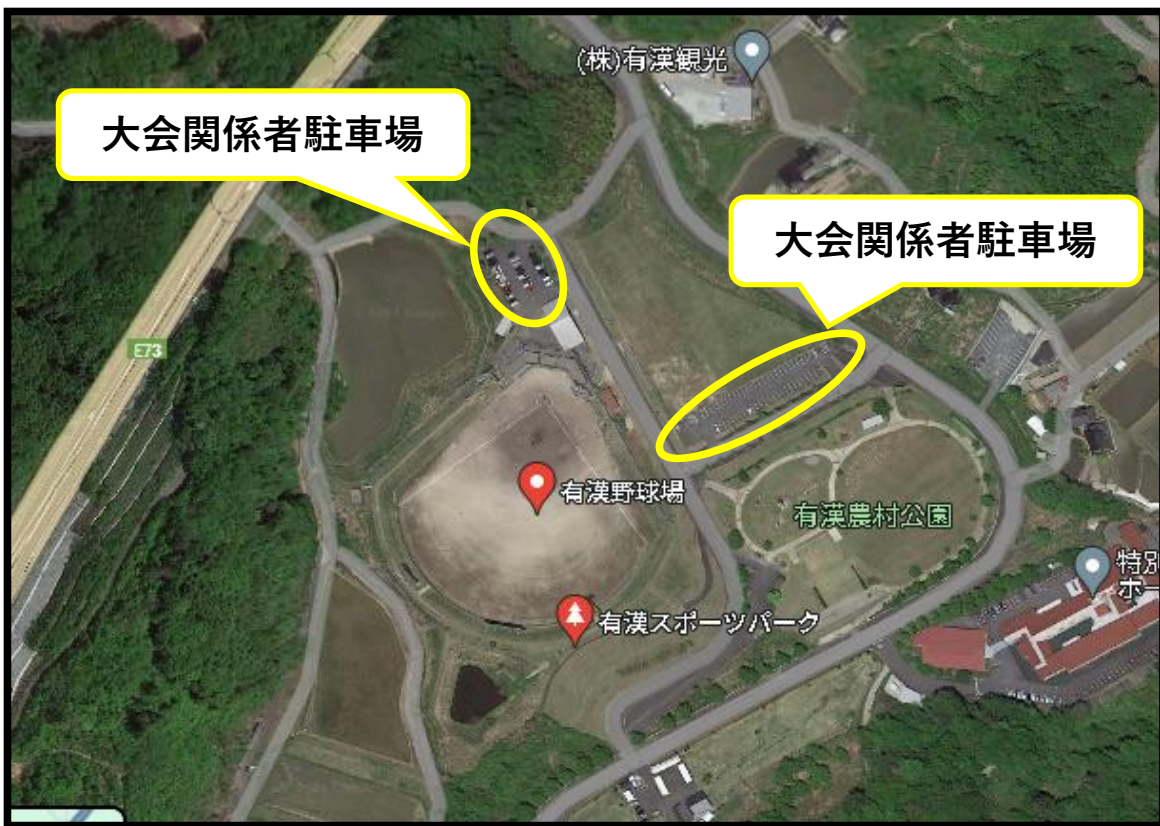 (株)有漢観光
大会関係者駐車場
大会関係者駐車場
E73
有漢野球場
有漢農村公園
特別
ホー
有漢スポーツパーク